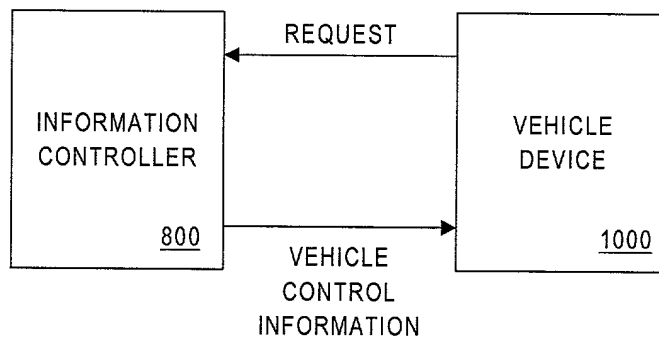 REQUEST
INFORMATION
CONTROLLER
800
VEHICLE
DEVICE
1000
VEHICLE
CONTROL
INFORMATION